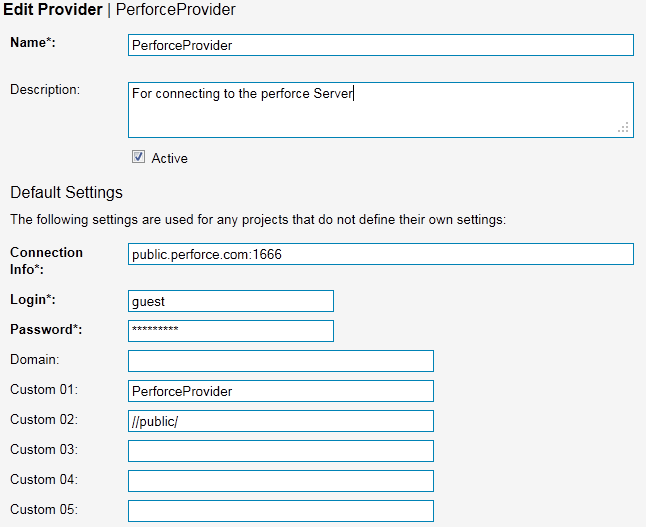 Edit Provider | PerforceProvider
Name*: PerforceProvider
Description: For connecting to the perforce Server
Active
Default Settings
The following settings are used for any projects that do not define their own settings:
Connection
Info*: public.perforce.com:1666
Login*: guest
Password*: *********
Domain:
Custom 01: PerforceProvider
Custom 02: //public/
Custom 03:
Custom 04:
Custom 05: